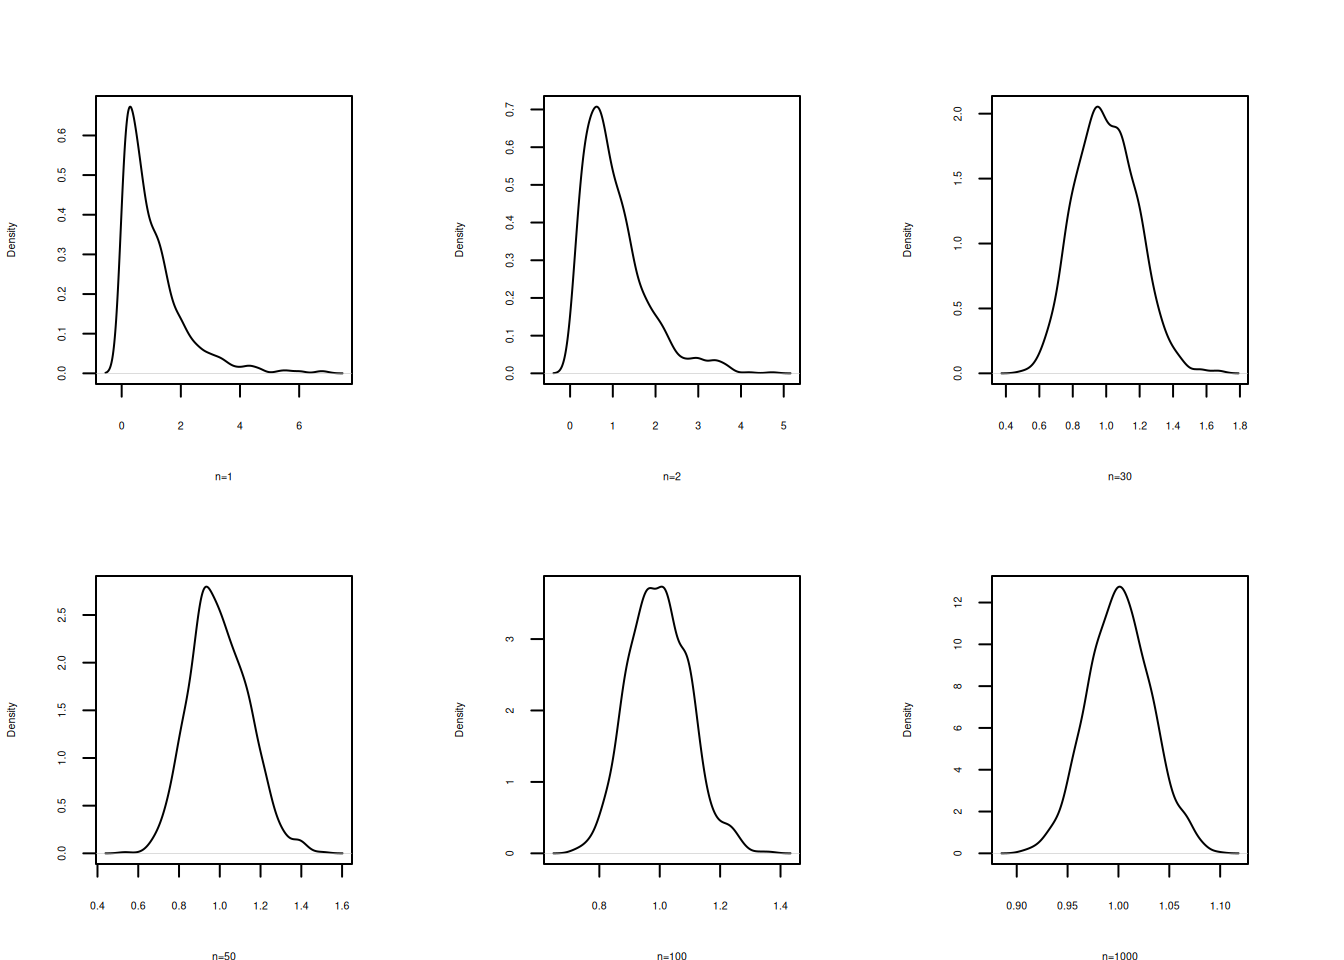 Density
0.0 0.1 0.2 0.3 0.4 0.5 0.6
0 2 4 6
n=1
Density
0.0 0.1 0.2 0.3 0.4 0.5 0.6 0.7
0 1 2 3 4 5
n=2
Density
0.0 0.5 1.0 1.5 2.0
0.4 0.6 0.8 1.0 1.2 1.4 1.6 1.8
n=30
Density
0.0 0.5 1.0 1.5 2.0 2.5
0.4 0.6 0.8 1.0 1.2 1.4 1.6
n=50
Density
0 1 2 3
0.8 1.0 1.2 1.4
n=100
Density
0 2 4 6 8 10 12
0.90 0.95 1.00 1.05 1.10
n=1000